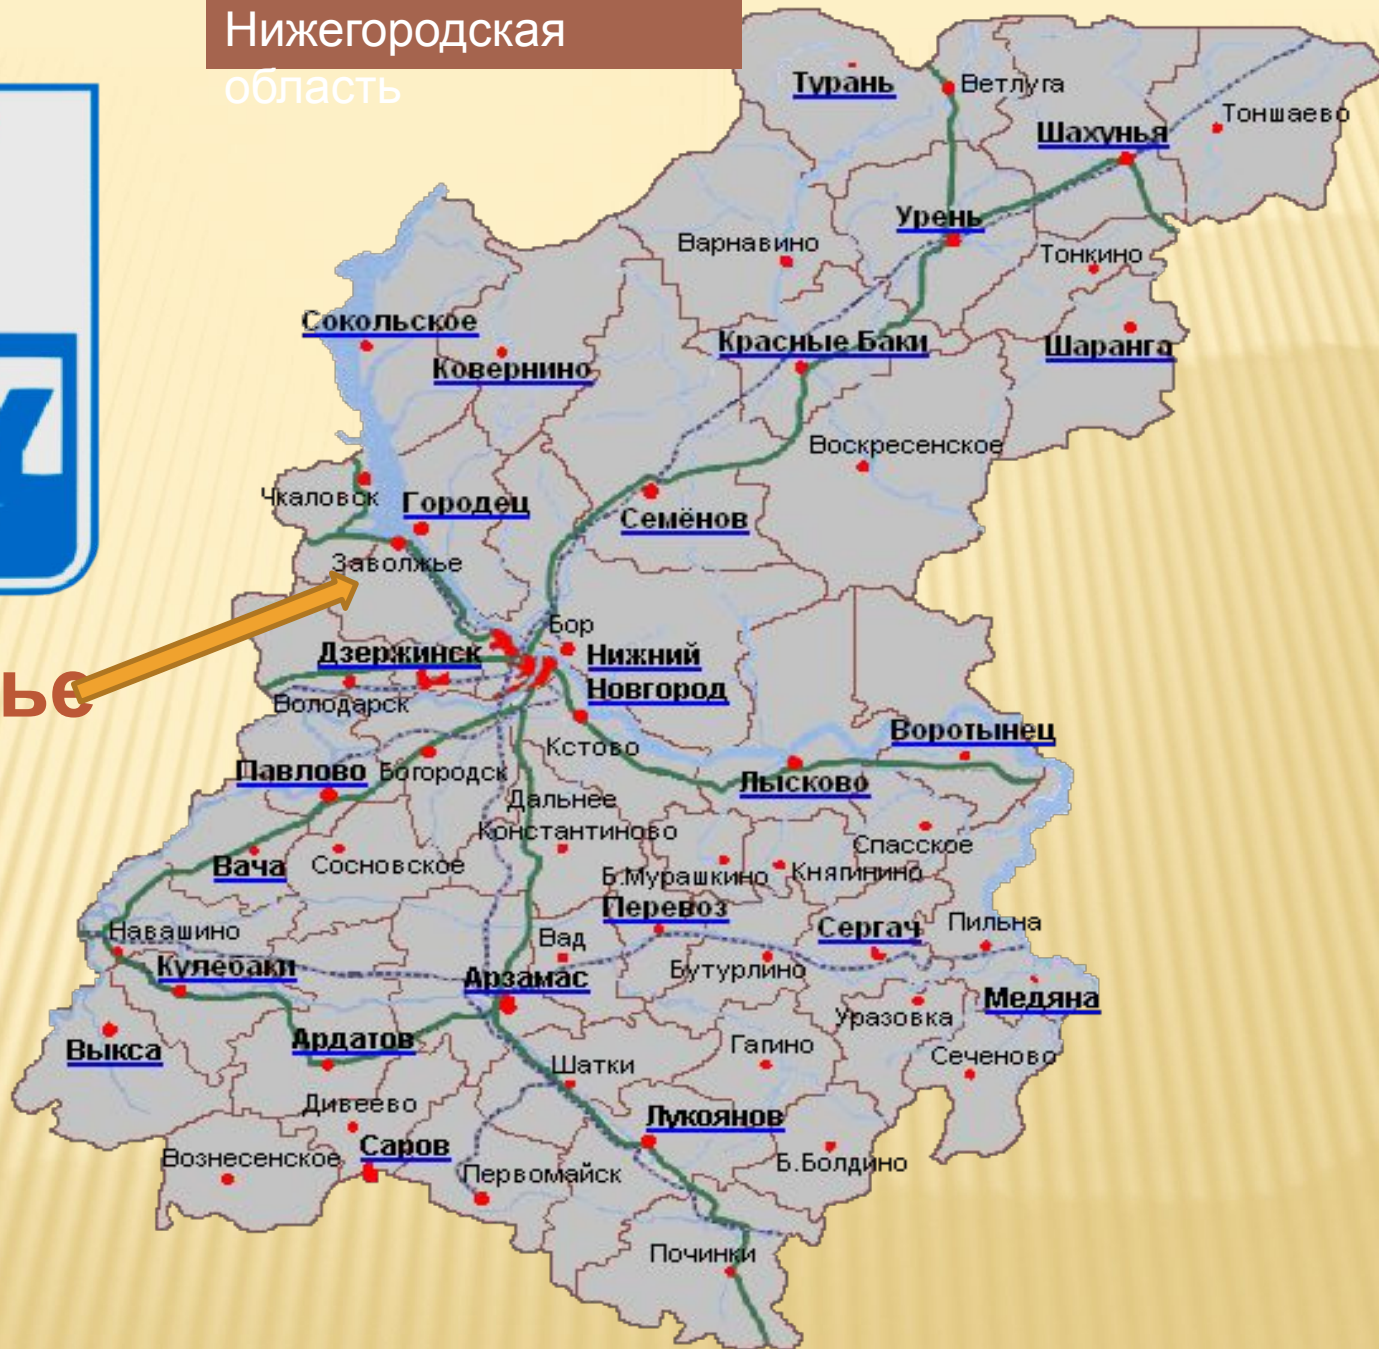 Нижегородская
область
Турань
Ветлуга
Тоншаево
Шахунья
Урень
Варнавино
Тонкино
Сокольское
Красные Баки
Шаранга
Ковернино
Воскресенское
Чкаловск
Городец
Семёнов
Заволжье
Бор
Дзержинск
Нижний
Новгород
ье
Володарск
Воротынец
Кстово
Павлово
Богородск
Лысково
Дальнее
Константиново
Спасское
Вача
Сосновское
Б.Мурашкино
Княгинино
Перевоз
Навашино
Вад
Сергач
Пильна
Кулебаки
Арзамас
Бутурлино
Медяна
Уразовка
Выкса
Ардатов
Гагино
Сеченово
Шатки
Дивеево
Лукоянов
Вознесенское
Саров
Первомайск
Б.Болдино
Починки